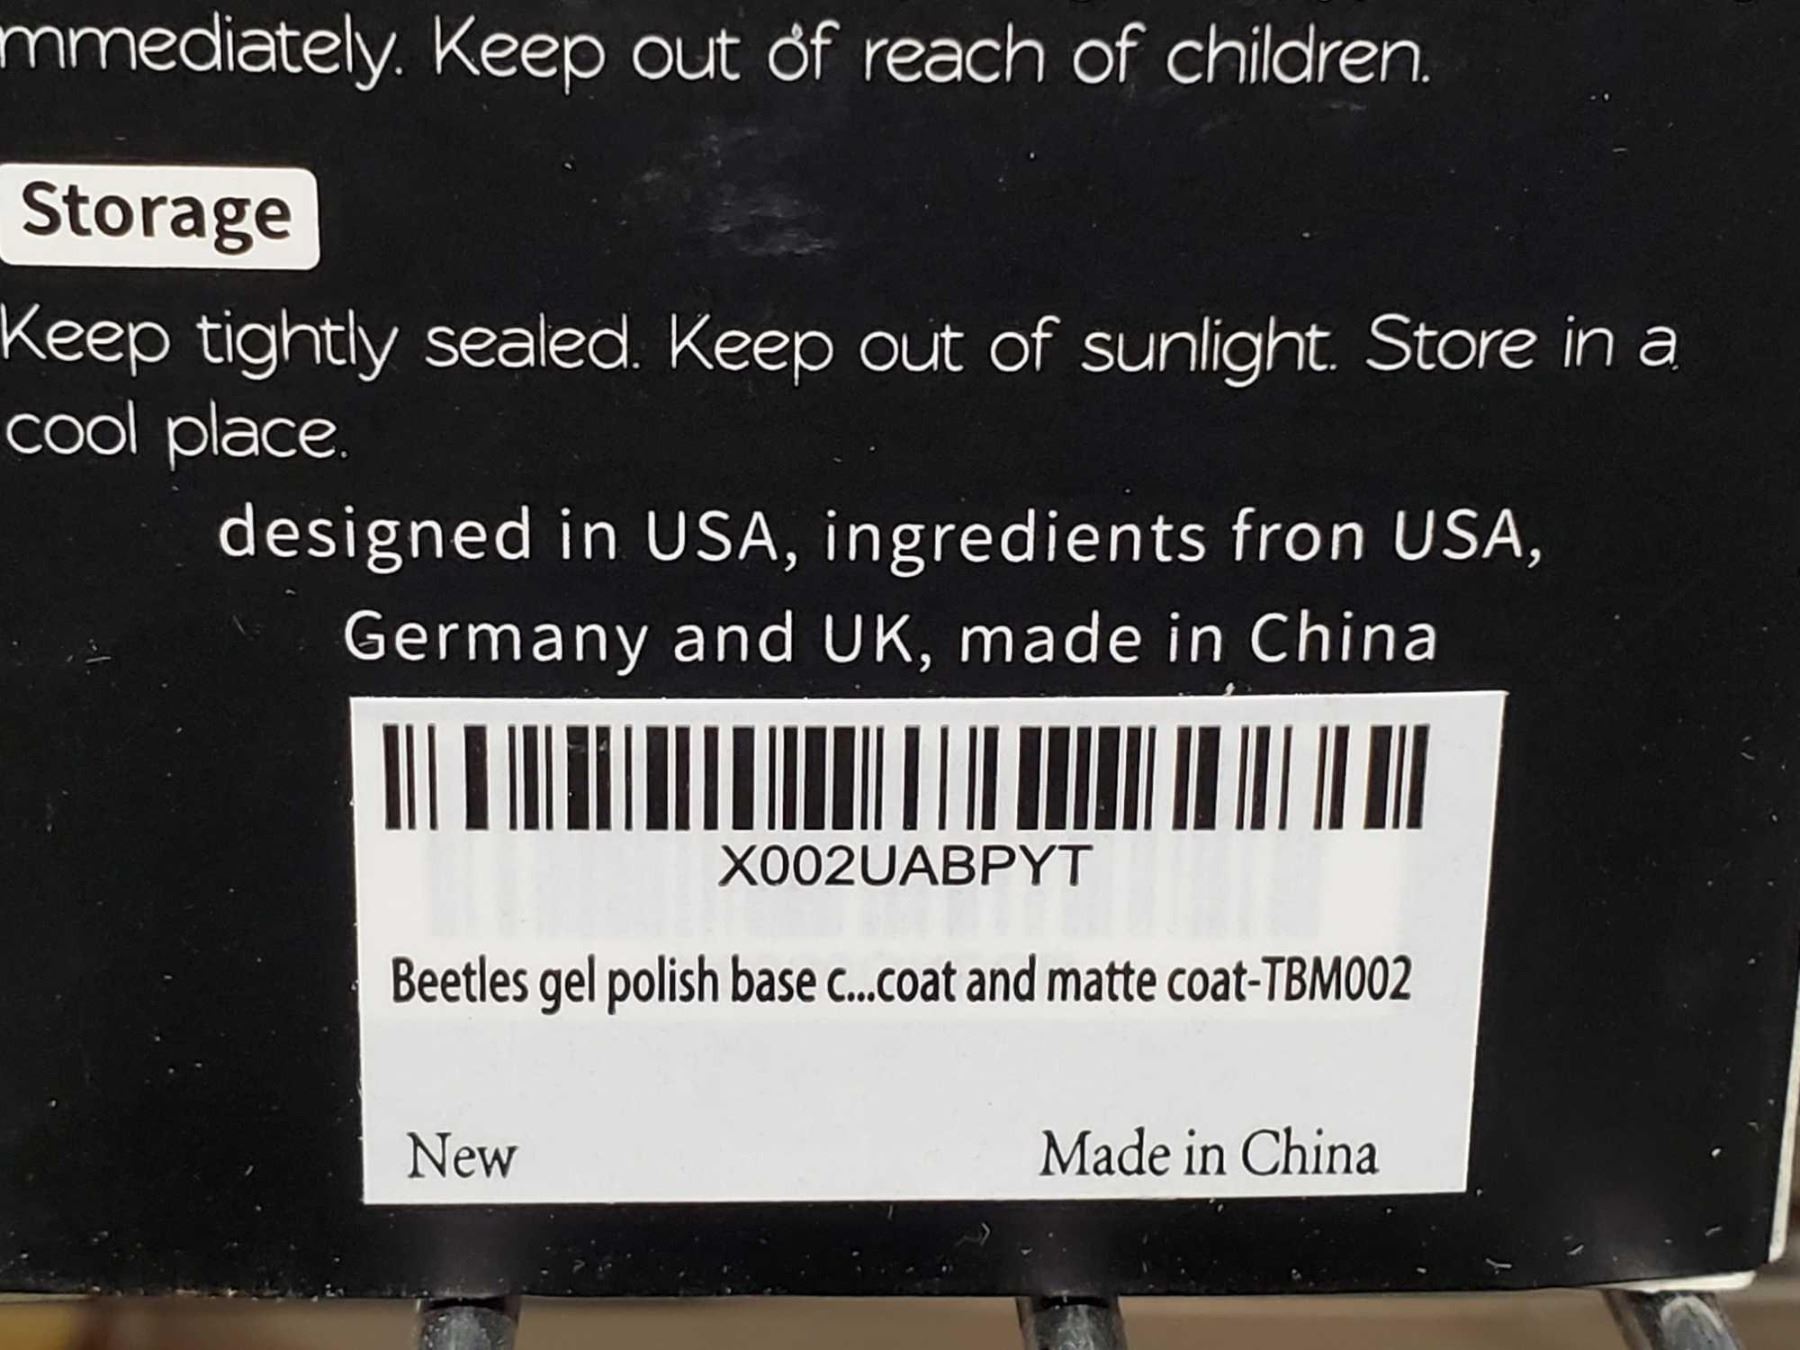 mmediately. Keep out of reach of children.
Storage
Keep tightly sealed. Keep out of sunlight. Store in a
cool place.
designed in USA, ingredients fron USA,
Germany and UK, made in China
X002UABPYT
Beetles gel polish base c...coat and matte coat-TBM002
New
Made in China